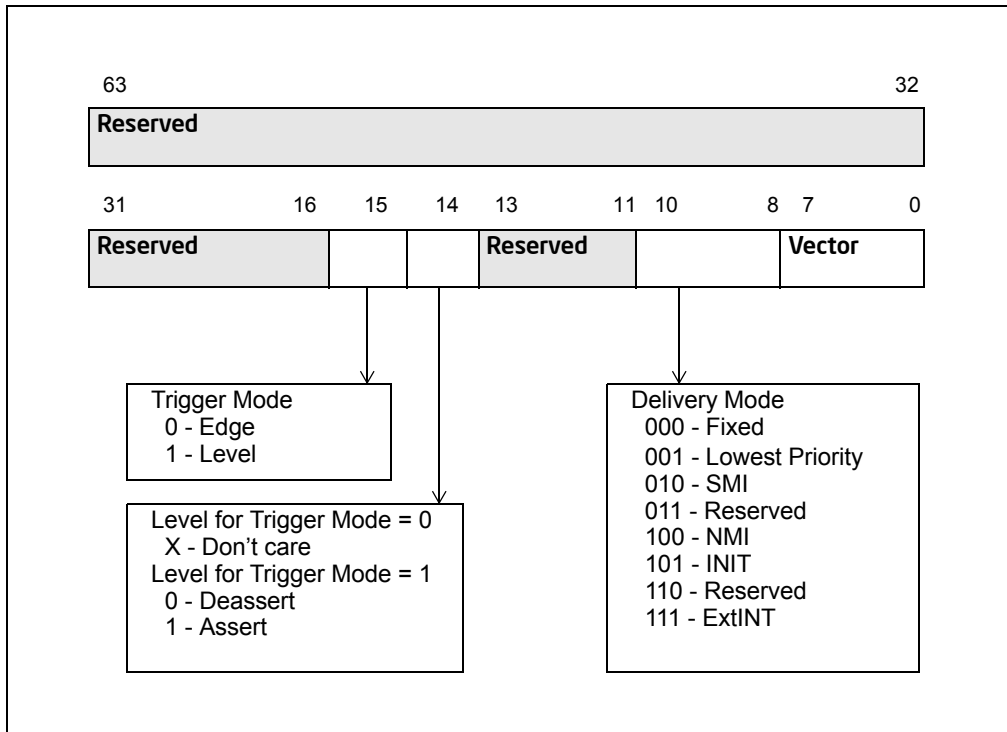 63 32
Reserved
31 16 15 14 13 11 10 8 7 0
Reserved Reserved Vector
Trigger Mode
0 - Edge
1 - Level
Level for Trigger Mode = 0
X - Don't care
Level for Trigger Mode = 1
0 - Deassert
1 - Assert
Delivery Mode
000 - Fixed
001 - Lowest Priority
010 - SMI
011 - Reserved
100 - NMI
101 - INIT
110 - Reserved
111 - ExtINT